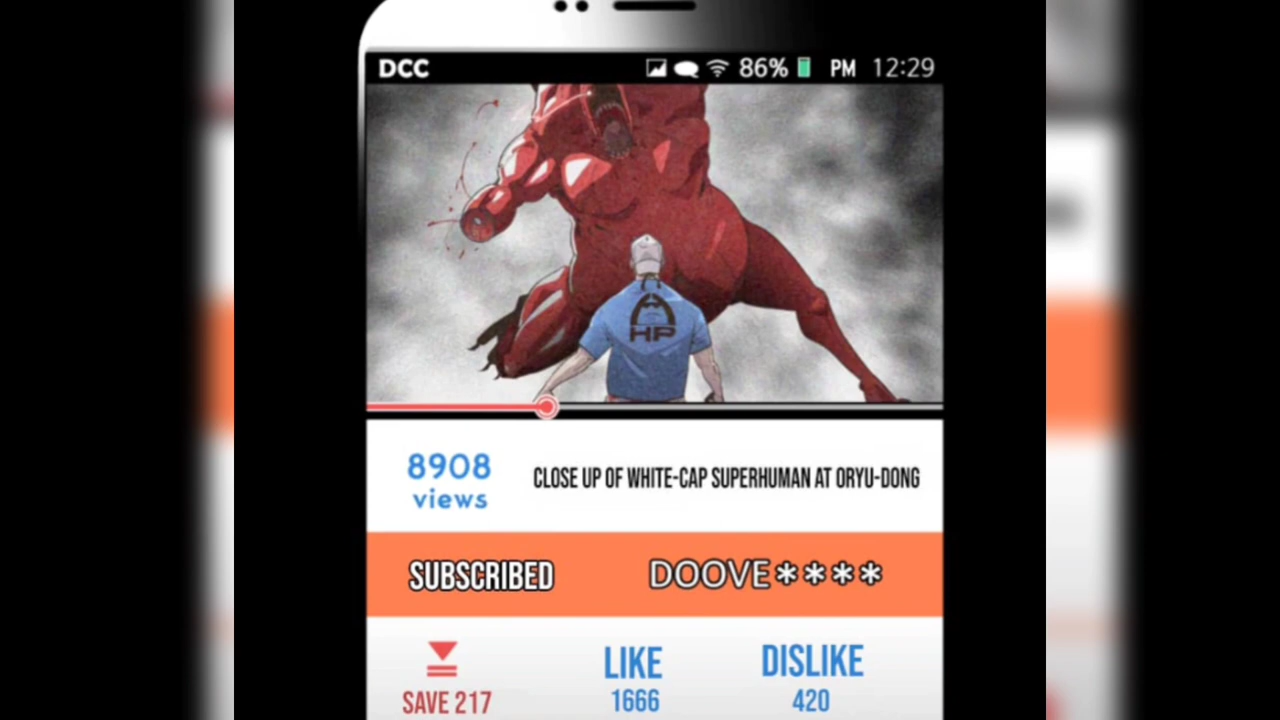 DCC 86% PM 12:29
A
HP
8908
views
CLOSE UP OF WHITE-CAP SUPERHUMAN AT ORYU-DONG
SUBSCRIBED DOOVE****
LIKE DISLIKE
SAVE 217 1666 420